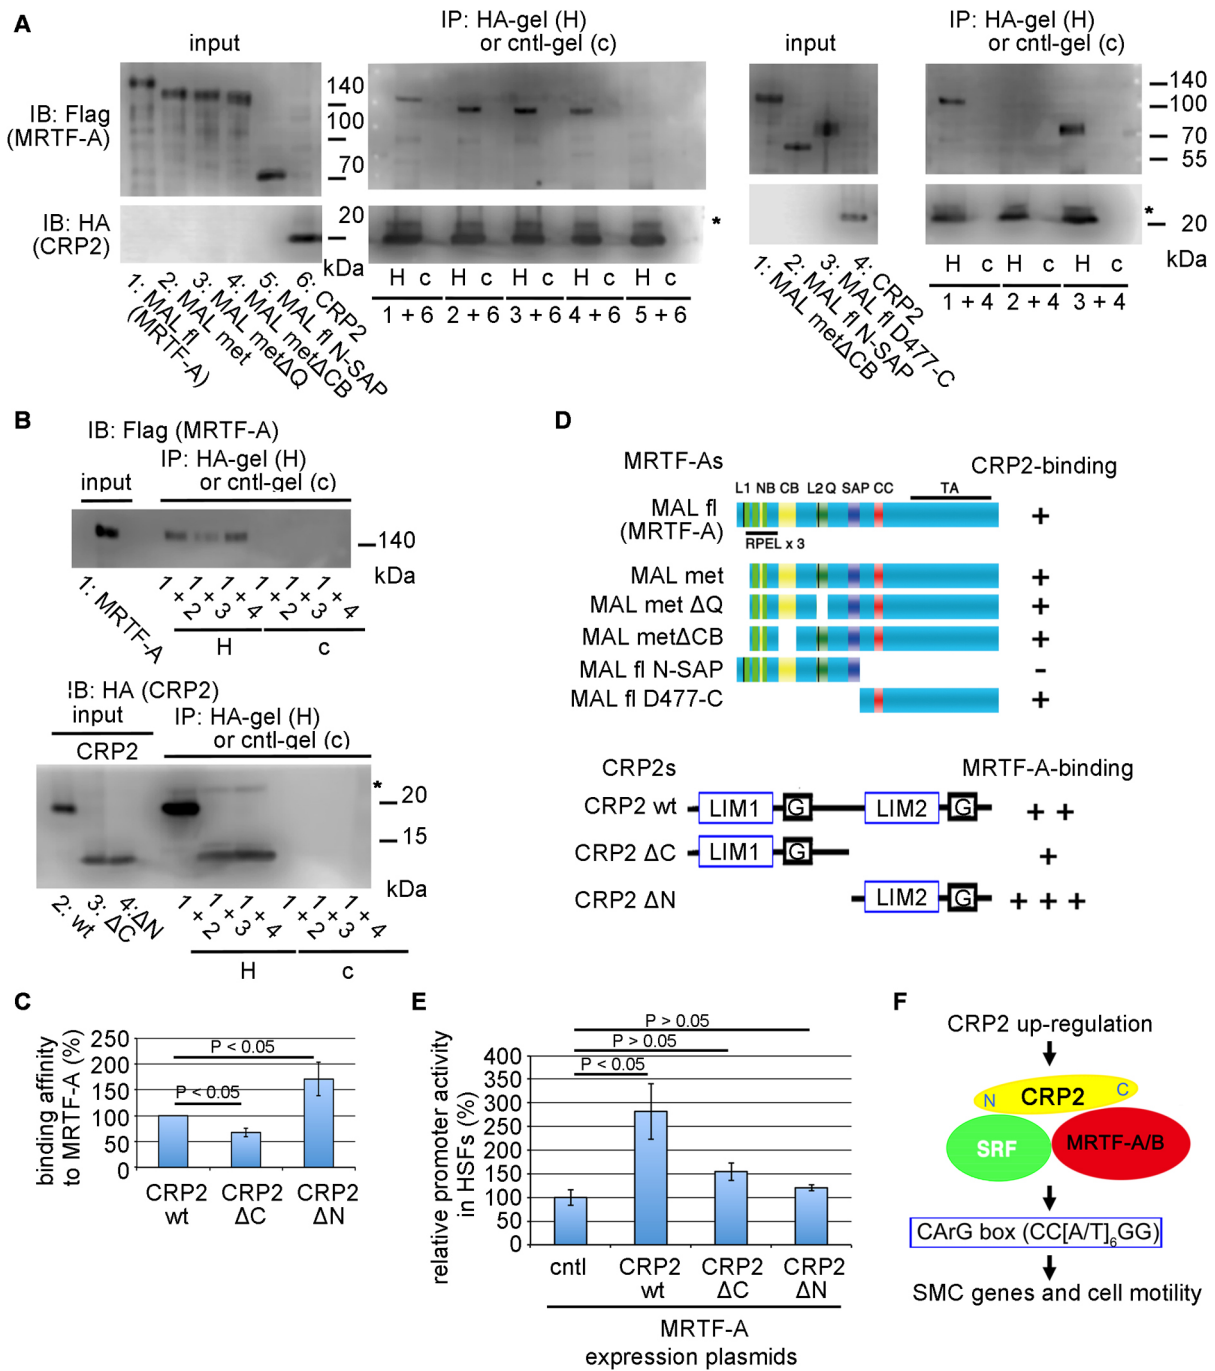 A
input
IP: HA-gel (H)
or cntl-gel (c)
input
IP: HA-gel (H)
or cntl-gel (c)
IB: Flag
(MRTF-A)
140
100
70
140
100
70
55
IB: HA
(CRP2)
20
kDa
*
*
20
kDa
H c H c H c H c H c
1 + 6 2 + 6 3 + 6 4 + 6 5 + 6
H c H c H c
1 + 4 2 + 4 3 + 4
1: MAL fl
(MRTF-A)
2: MAL met
3: MAL metΔQ
4: MAL metΔCB
5: MAL fl N-SAP
6: CRP2
1: MAL metΔCB
2: MAL fl N-SAP
3: MAL fl D477-C
4: CRP2
B
IB: Flag (MRTF-A)
input
IP: HA-gel (H)
or cntl-gel (c)
140
kDa
1: MRTF-A
1 + 2
1 + 3
1 + 4
1 + 2
1 + 3
1 + 4
H
c
IB: HA (CRP2)
input
CRP2
IP: HA-gel (H)
or cntl-gel (c)
*
20
15
kDa
2: wt
3: ΔC
4: ΔN
1 + 2
1 + 3
1 + 4
1 + 2
1 + 3
1 + 4
H
c
D
MRTF-As
CRP2-binding
L1 NB CB L2 Q SAP CC TA
MAL fl
(MRTF-A)
+
RPEL x 3
MAL met +
MAL met ΔQ +
MAL metΔCB +
MAL fl N-SAP -
MAL fl D477-C +
CRP2s
MRTF-A-binding
CRP2 wt LIM1 G LIM2 G + +
CRP2 ΔC LIM1 G +
CRP2 ΔN LIM2 G + + +
C
binding affinity
to MRTF-A (%)
250
200
150
100
50
0
P < 0.05
P < 0.05
CRP2
wt
CRP2
ΔC
CRP2
ΔN
E
relative promoter activity
in HSFs (%)
400
350
300
250
200
150
100
50
0
P > 0.05
P > 0.05
P < 0.05
cntl
CRP2
wt
CRP2
ΔC
CRP2
ΔN
MRTF-A
expression plasmids
F
CRP2 up-regulation
N CRP2 C
SRF
MRTF-A/B
CArG box (CC[A/T]6GG)
SMC genes and cell motility